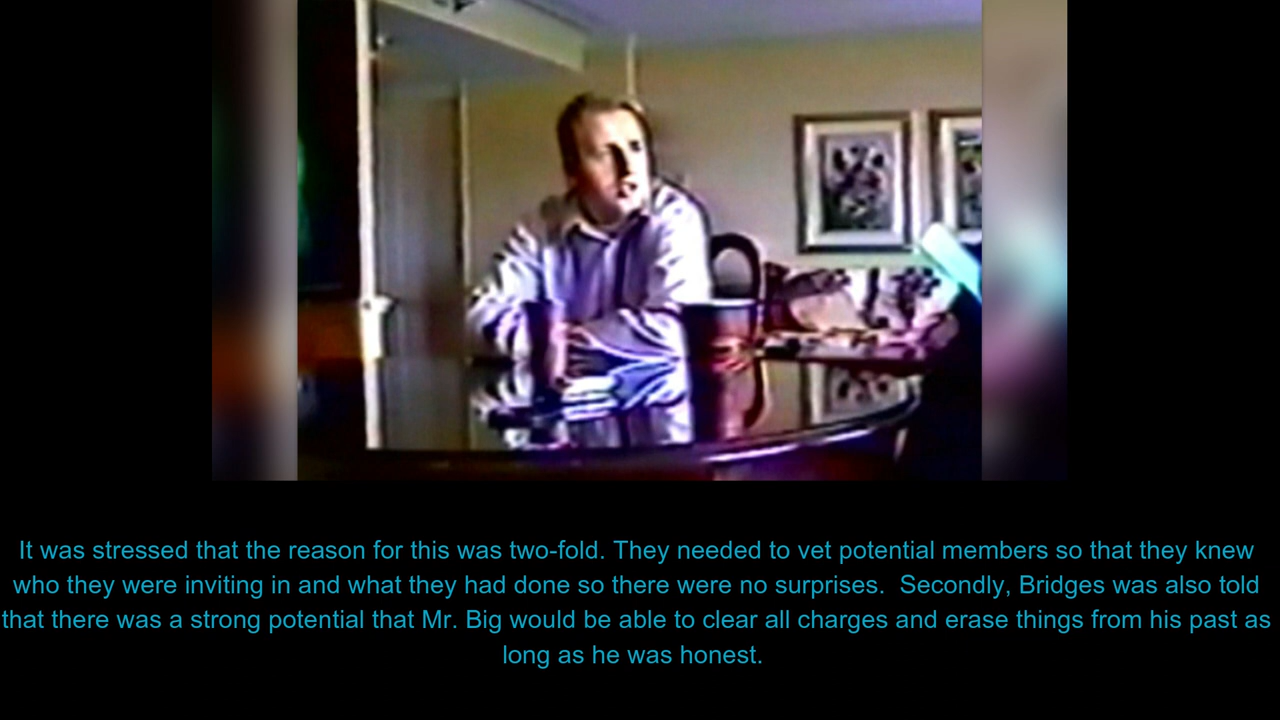 It was stressed that the reason for this was two-fold. They needed to vet potential members so that they knew
who they were inviting in and what they had done so there were no surprises.  Secondly, Bridges was also told
that there was a strong potential that Mr. Big would be able to clear all charges and erase things from his past as
long as he was honest.